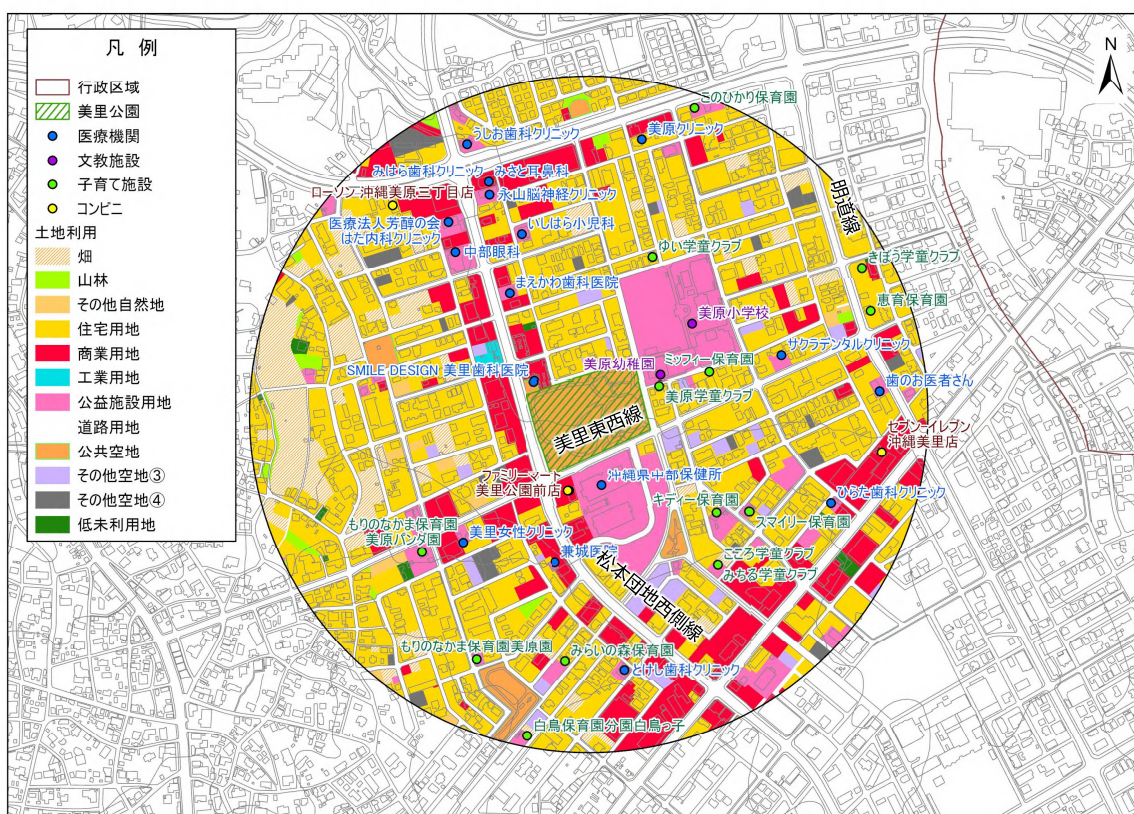 凡 例
行政区域
美里公園
医療機関
文教施設
子育て施設
コンビニ
土地利用
畑
山林
その他自然地
住宅用地
商業用地
工業用地
公益施設用地
道路用地
公共空地
その他空地③
その他空地④
低未利用地
N
このひかり保育園
うしお歯科クリニック
美原クリニック
みはら歯科クリニック
みさと耳鼻科
ローソン沖縄美原三丁目店
永山脳神経クリニック
明道線
医療法人芳醇の会
はだ内科クリニック
いしはら小児科
中部眼科
ゆい学童クラブ
きぼう学童クラブ
まえかわ歯科医院
恵育保育園
美原小学校
サクラデンタルクリニック
美原幼稚園
ミッフィー保育園
SMILE DESIGN 美里歯科医院
美原学童クラブ
歯のお医者さん
美里東西線
セブン-イレブン
沖縄美里店
ファミリーマート
美里公園前店
沖縄県中部保健所
キディー保育園
ひらた歯科クリニック
スマイリー保育園
もりのなかま保育園
美原パンダ園
美里女性クリニック
兼城医院
こころ学童クラブ
みちる学童クラブ
松本団地西側線
もりのなかま保育園美原園
みらいの森保育園
とけし歯科クリニック
白鳥保育園分園白鳥っ子